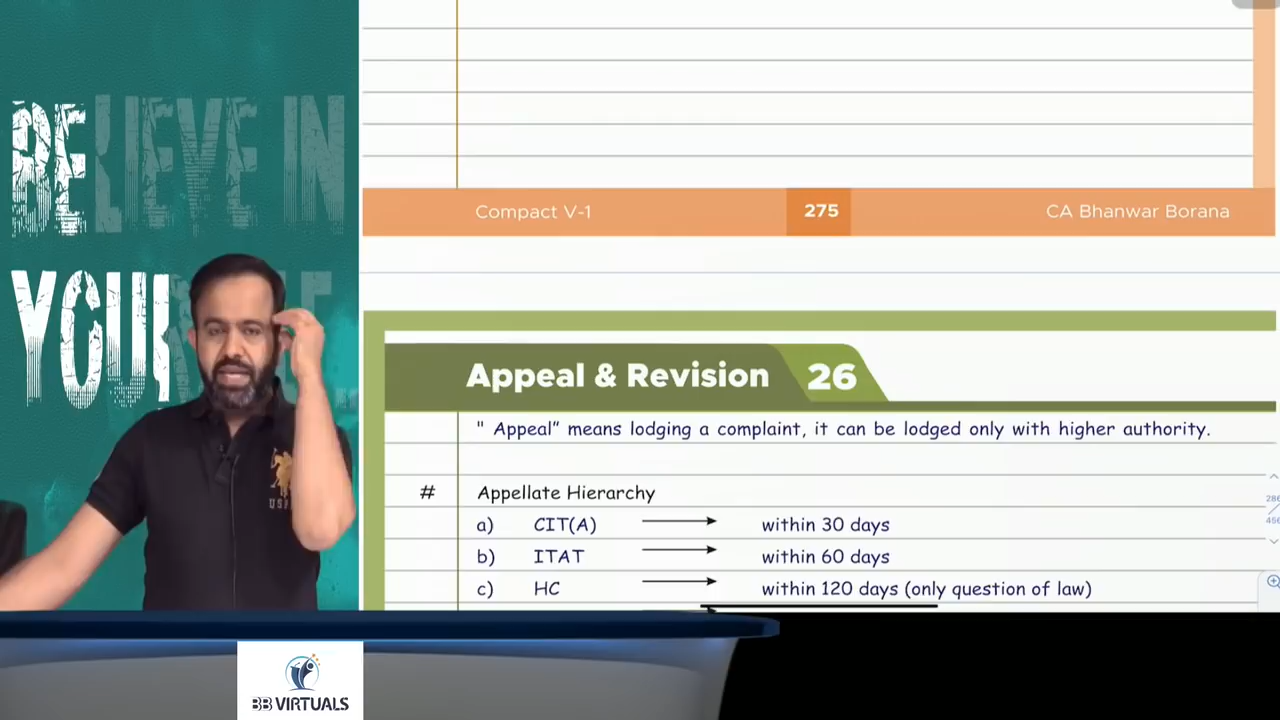 BELIEVE IN
YOUR
Compact V-1 275 CA Bhanwar Borana
Appeal & Revision 26
" Appeal" means lodging a complaint, it can be lodged only with higher authority.
# Appellate Hierarchy
a) CIT(A) within 30 days
b) ITAT within 60 days
c) HC within 120 days (only question of law)
286
456
BB VIRTUALS